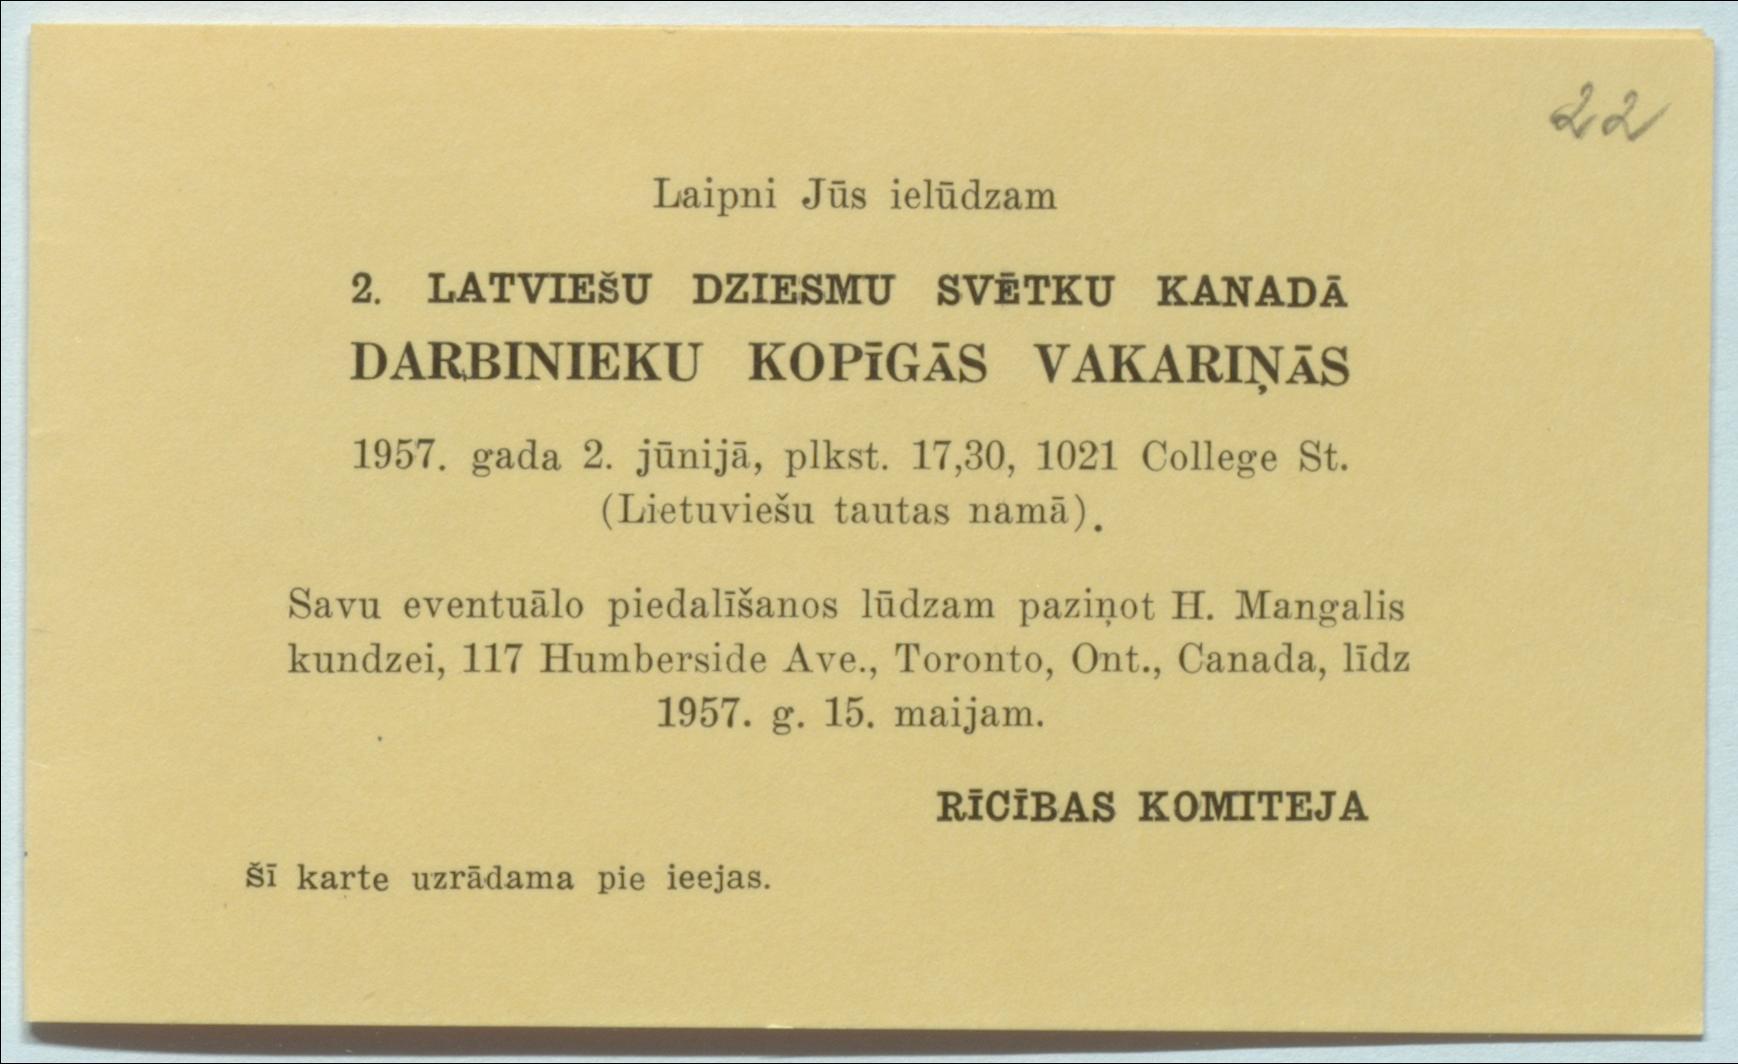 22
Laipni Jūs ielūdzam
2. LATVIEŠU DZIESMU SVĒTKU KANADĀ
DARBINIEKU KOPĪGĀS VAKARIŅĀS
1957. gada 2. jūnijā, plkst. 17,30, 1021 College St.
(Lietuviešu tautas namā).
Savu eventuālo piedalīšanos lūdzam paziņot H. Mangalis
kundzei, 117 Humberside Ave., Toronto, Ont., Canada, līdz
1957. g. 15. maijam.
RĪCĪBAS KOMITEJA
Šī karte uzrādama pie ieejas.